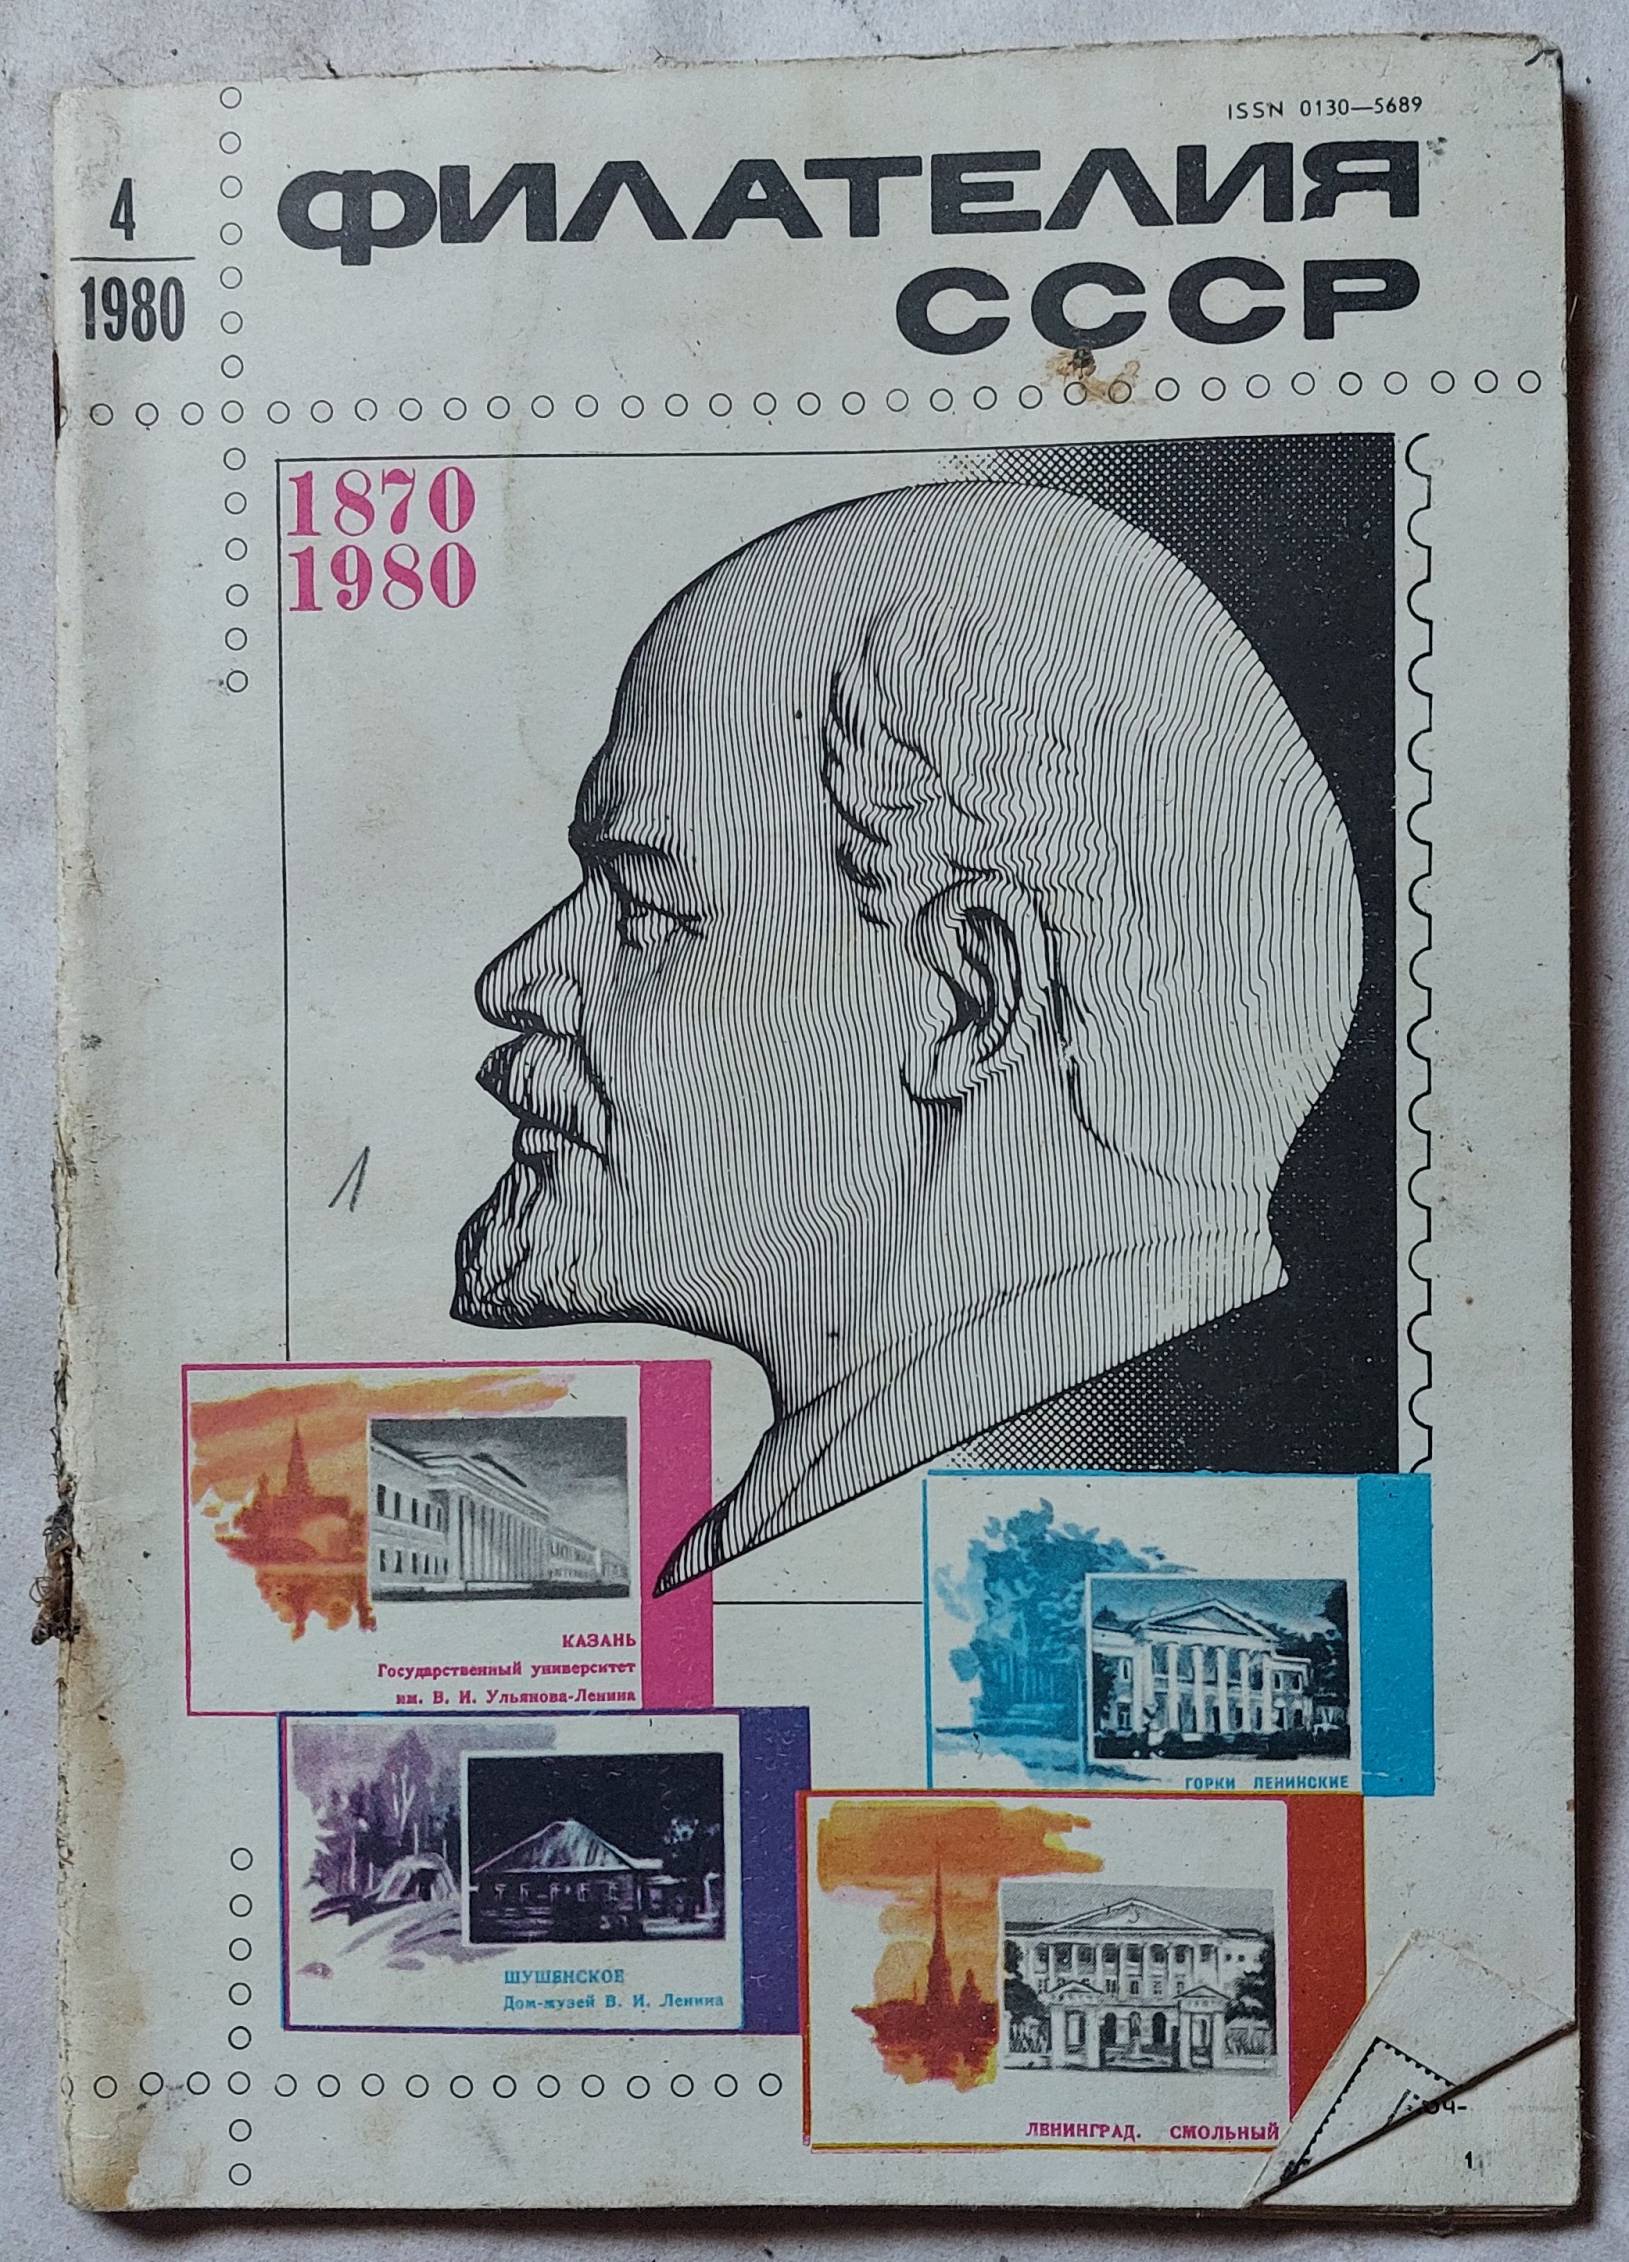 ISSN 0130—5689
4
1980
ФИЛАТЕЛИЯ
СССР
1870
1980
1
КАЗАНЬ
Государственный университет
им. В. И. Ульянова-Ленина
ГОРКИ ЛЕНИНСКИЕ
ШУШЕНСКОЕ
Дом-музей В. И. Ленина
ЛЕНИНГРАД. СМОЛЬНЫЙ
1